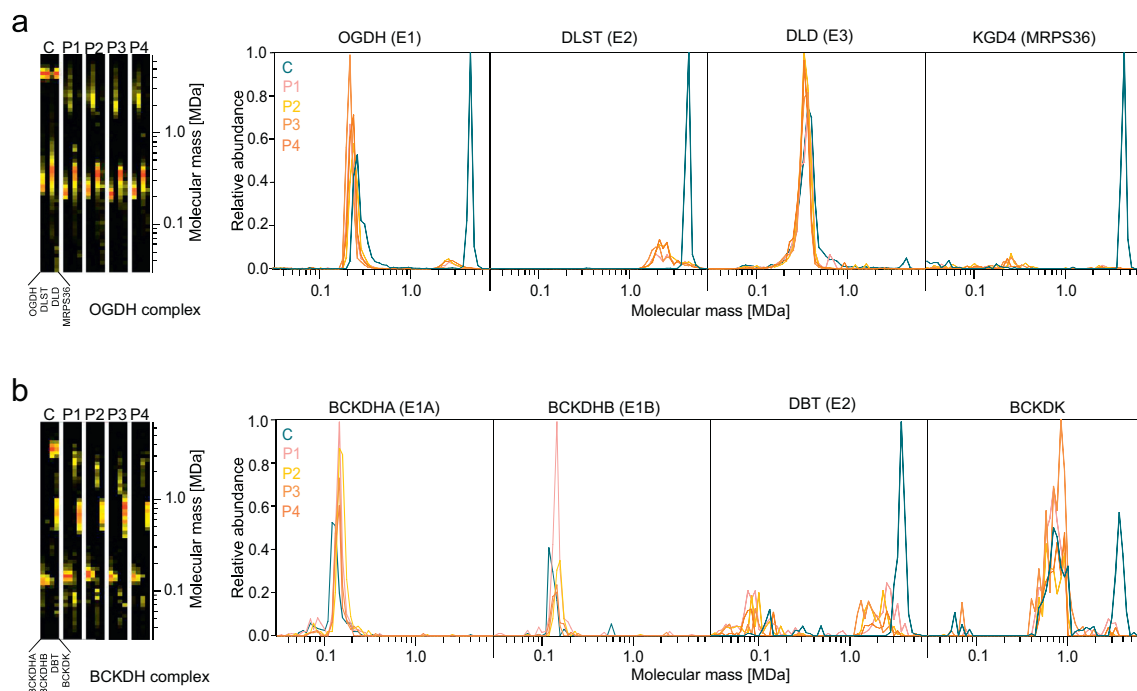 a
C P1 P2 P3 P4
1.0
0.1
Molecular mass [MDa]
OGDH
DLST
DLD
MRPS36
OGDH complex
OGDH (E1) DLST (E2) DLD (E3) KGD4 (MRPS36)
Relative abundance
1.0
0.8
0.6
0.4
0.2
0.0
C
P1
P2
P3
P4
0.1 1.0 0.1 1.0 0.1 1.0 0.1 1.0
Molecular mass [MDa]
b
C P1 P2 P3 P4
1.0
0.1
Molecular mass [MDa]
BCKDHA
BCKDHB
DBT
BCKDK
BCKDH complex
BCKDHA (E1A) BCKDHB (E1B) DBT (E2) BCKDK
Relative abundance
1.0
0.8
0.6
0.4
0.2
0.0
C
P1
P2
P3
P4
0.1 1.0 0.1 1.0 0.1 1.0 0.1 1.0
Molecular mass [MDa]